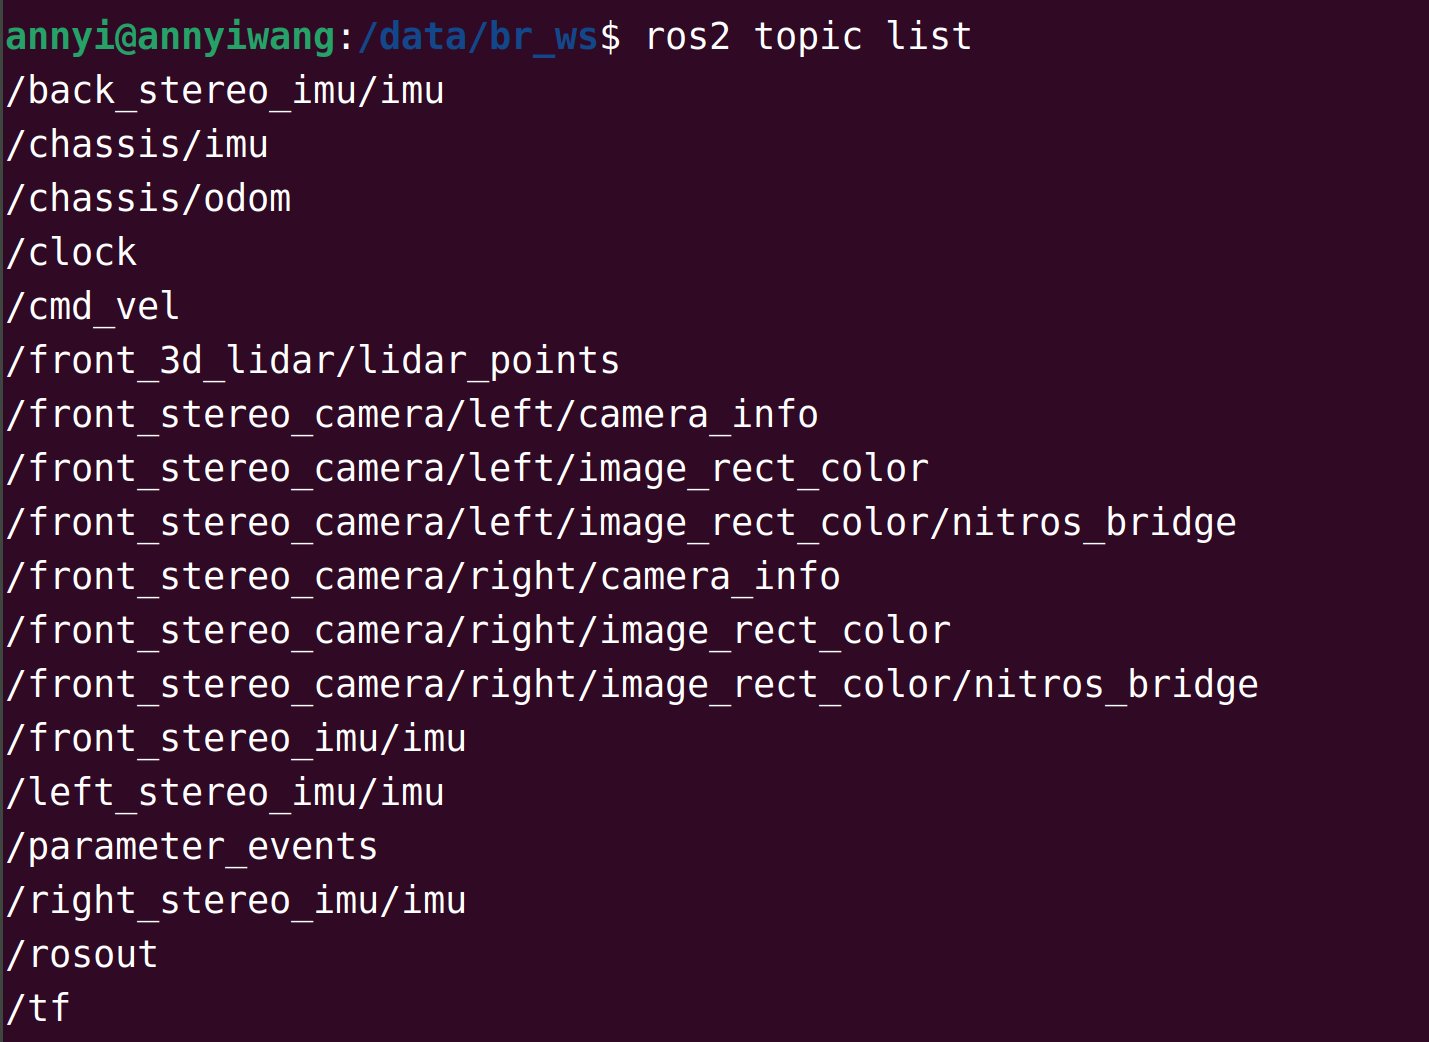 annyi@annyiwang:/data/br_ws$ ros2 topic list
/back_stereo_imu/imu
/chassis/imu
/chassis/odom
/clock
/cmd_vel
/front_3d_lidar/lidar_points
/front_stereo_camera/left/camera_info
/front_stereo_camera/left/image_rect_color
/front_stereo_camera/left/image_rect_color/nitros_bridge
/front_stereo_camera/right/camera_info
/front_stereo_camera/right/image_rect_color
/front_stereo_camera/right/image_rect_color/nitros_bridge
/front_stereo_imu/imu
/left_stereo_imu/imu
/parameter_events
/right_stereo_imu/imu
/rosout
/tf